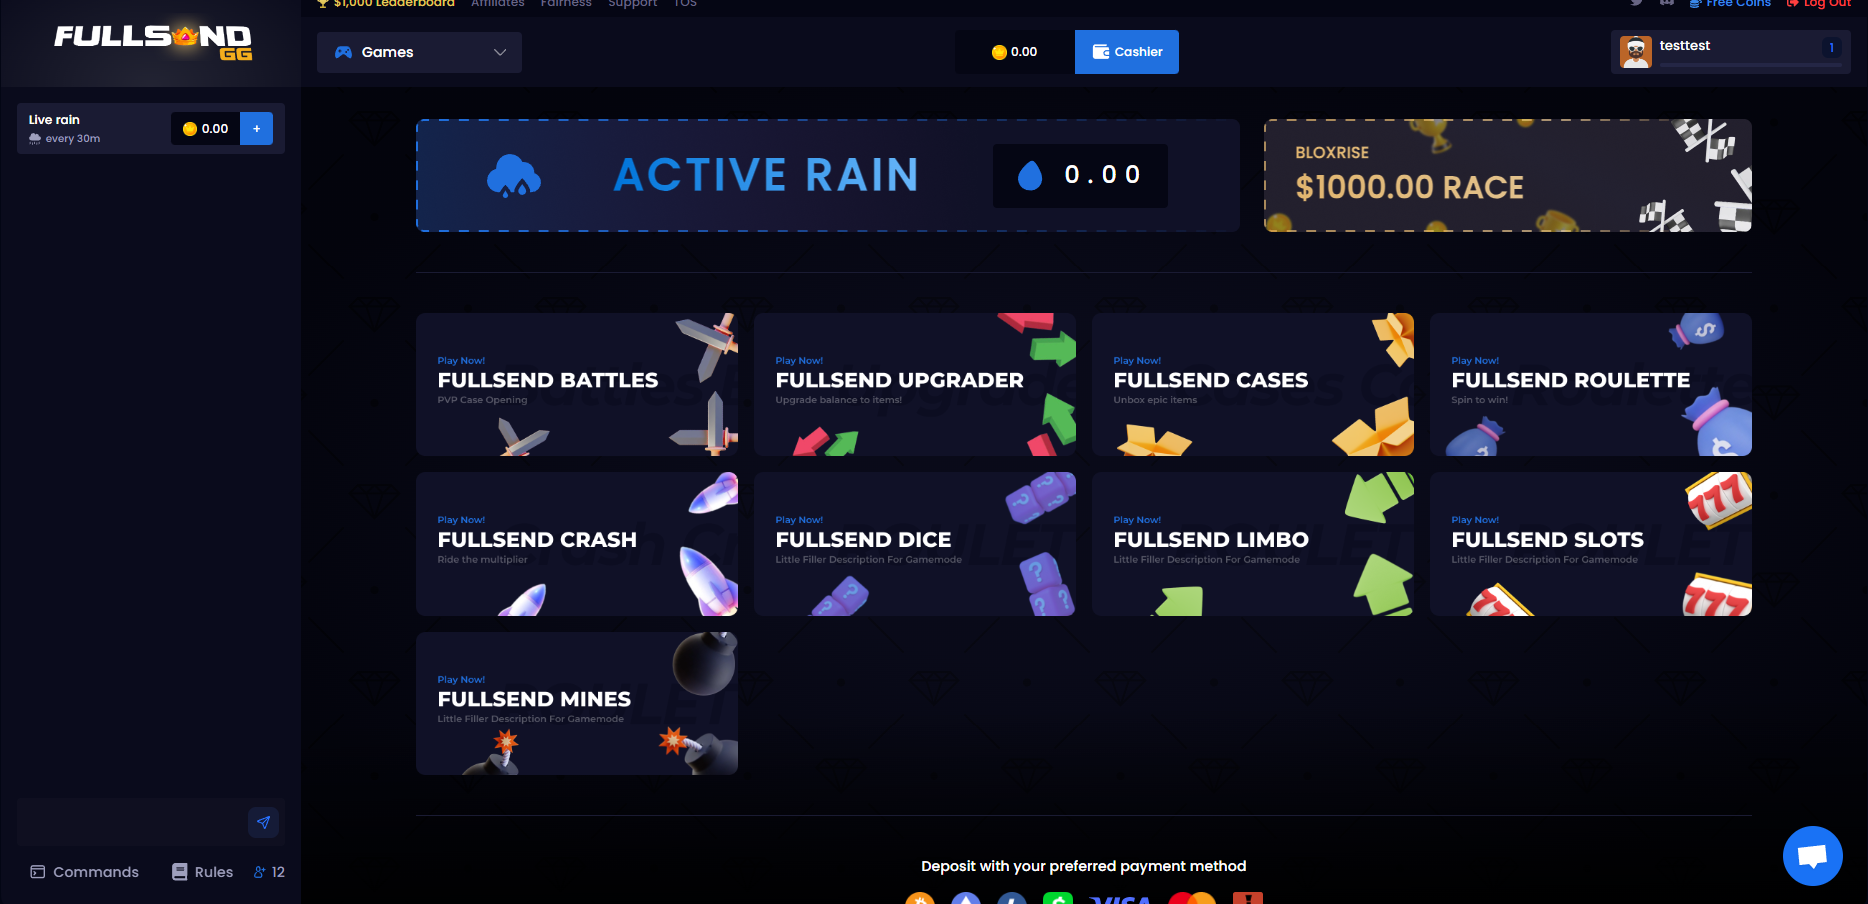 $1,000 Leaderboard Affiliates Fairness Support TOS Free Coins Log Out
FULLSEND
GG
Games
0.00
Cashier
testtest
1
Live rain
every 30m
0.00
+
ACTIVE RAIN
0.00
BLOXRISE
$1000.00 RACE
Play Now!
FULLSEND BATTLES
PVP Case Opening
Play Now!
FULLSEND UPGRADER
Upgrade balance to items!
Play Now!
FULLSEND CASES
Unbox epic items
Play Now!
FULLSEND ROULETTE
Spin to win!
Play Now!
FULLSEND CRASH
Ride the multiplier
Play Now!
FULLSEND DICE
Little Filler Description For Gamemode
Play Now!
FULLSEND LIMBO
Little Filler Description For Gamemode
Play Now!
FULLSEND SLOTS
Little Filler Description For Gamemode
777
777
777
Play Now!
FULLSEND MINES
Little Filler Description For Gamemode
Commands
Rules
12
Deposit with your preferred payment method
VISA